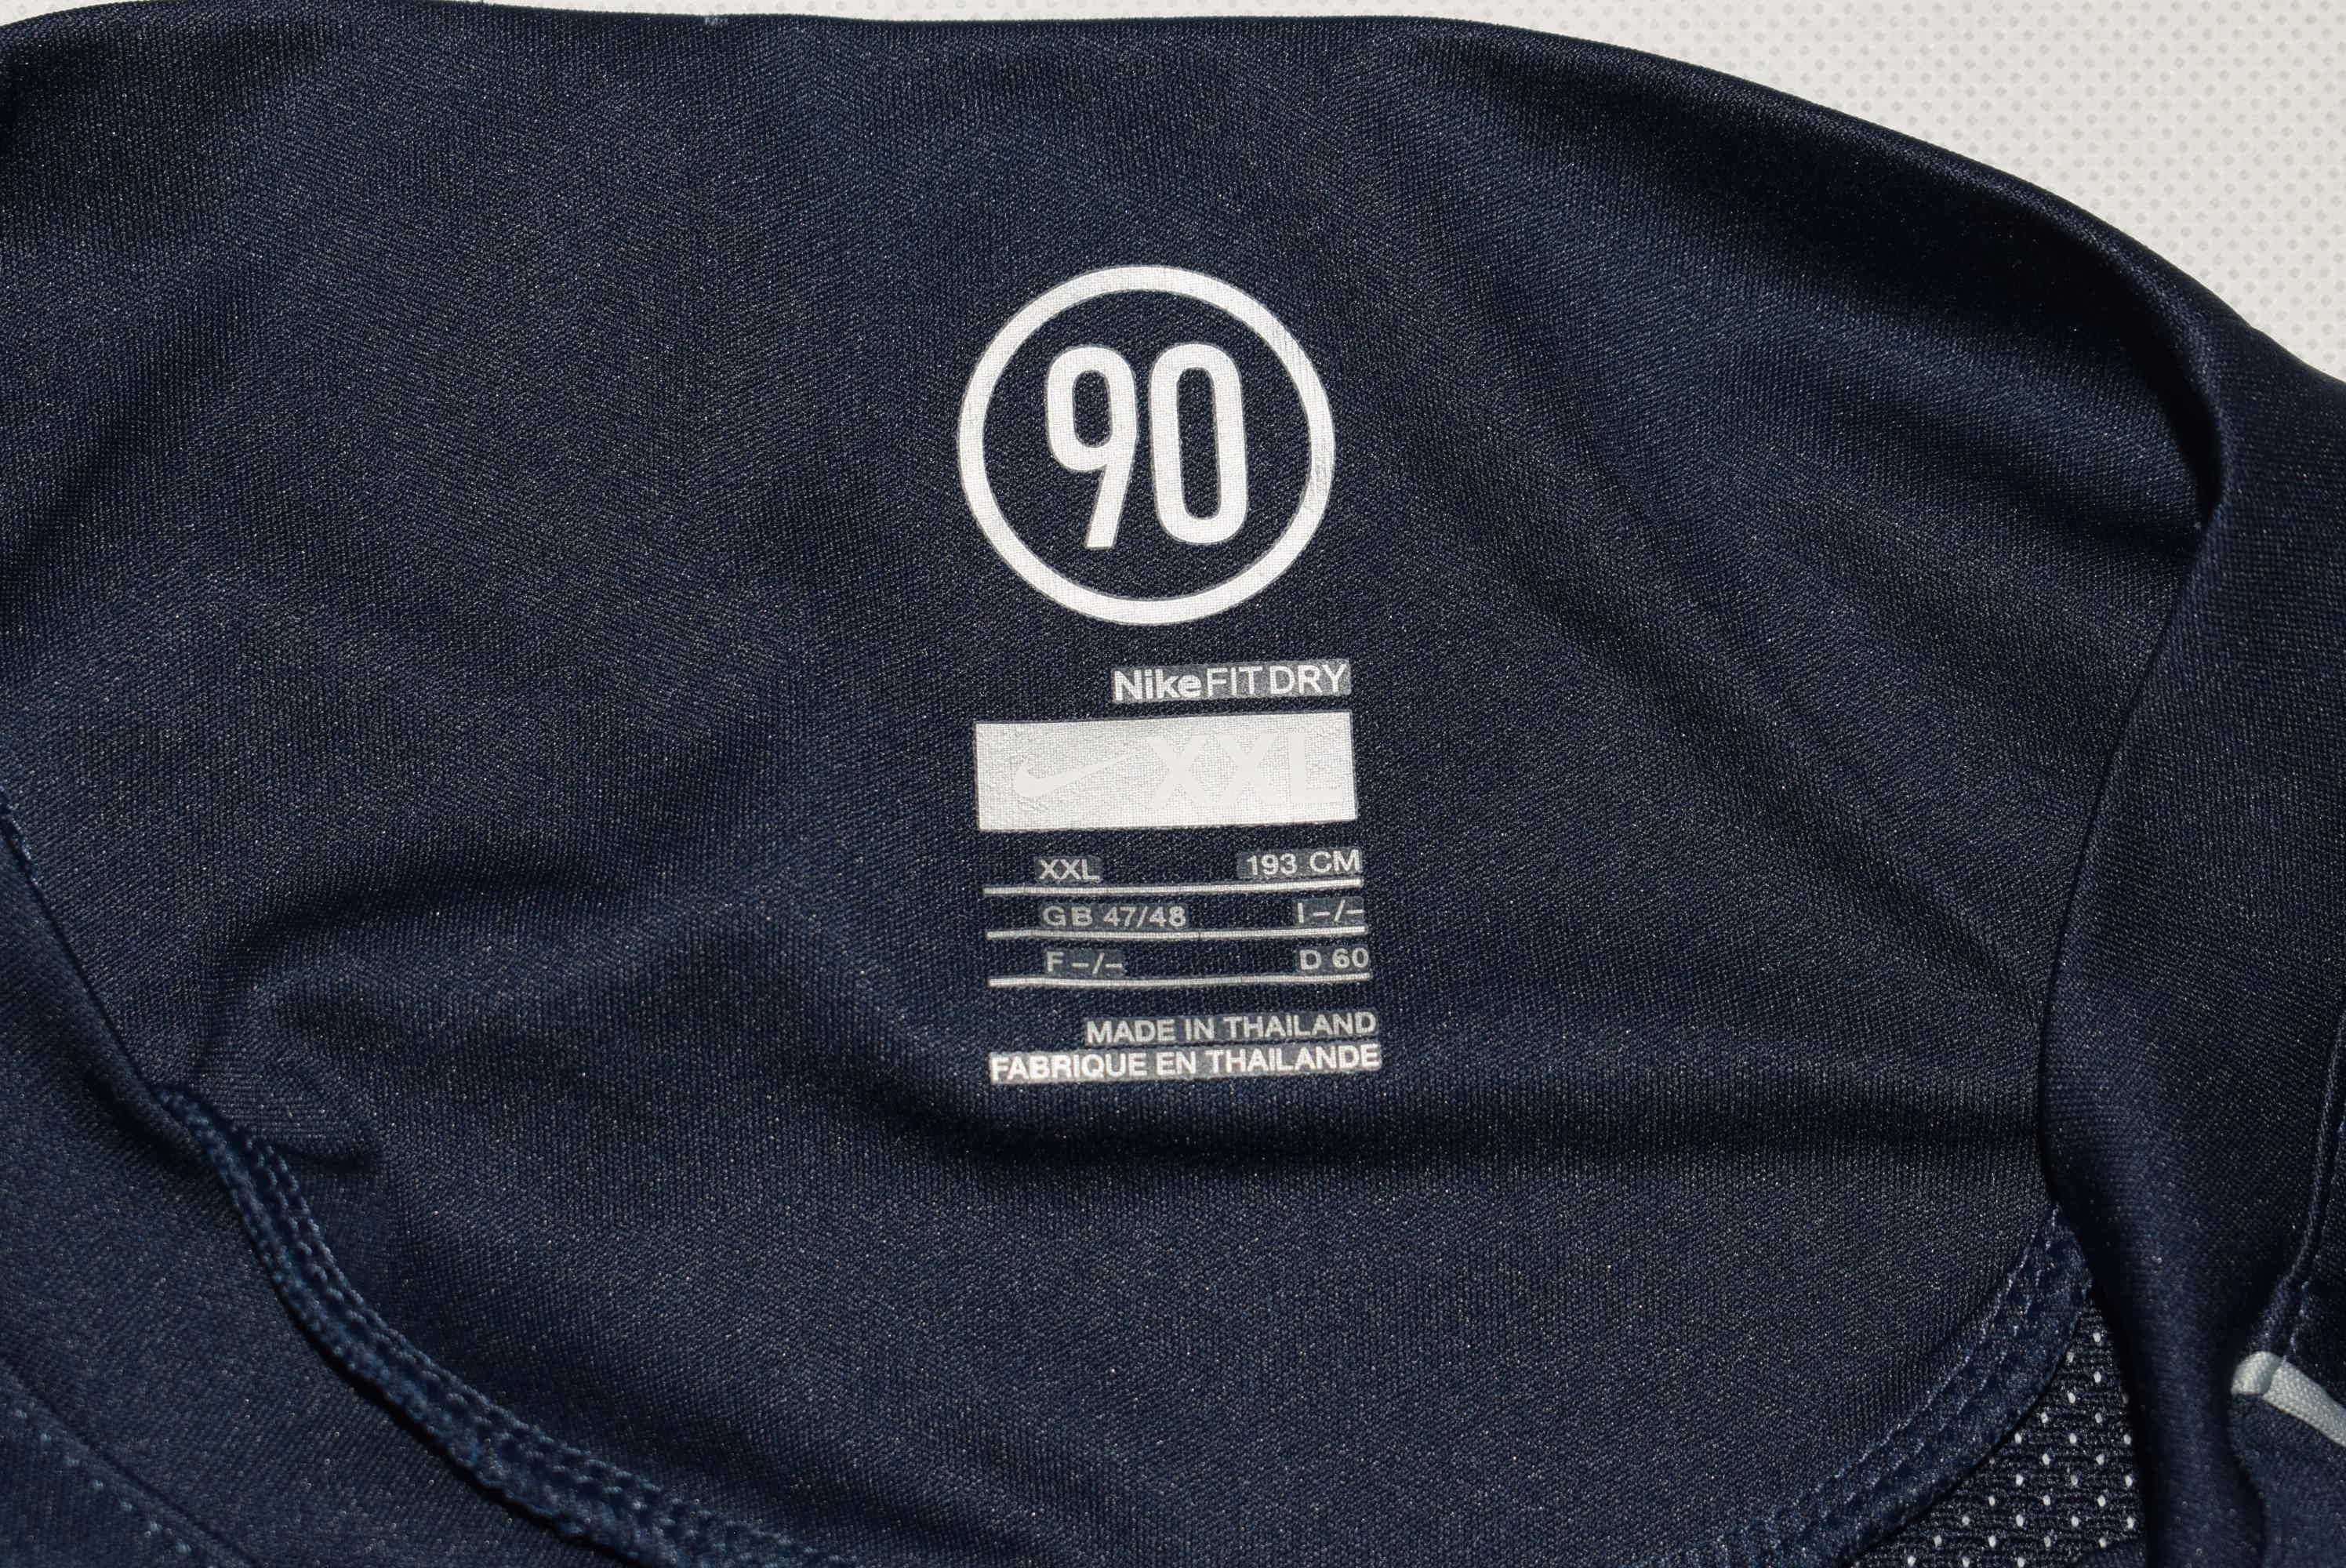 90
NikeFIT DRY
XXL
XXL 193 CM
GB 47/48 I -/-
F -/- D 60
MADE IN THAILAND
FABRIQUE EN THAILANDE